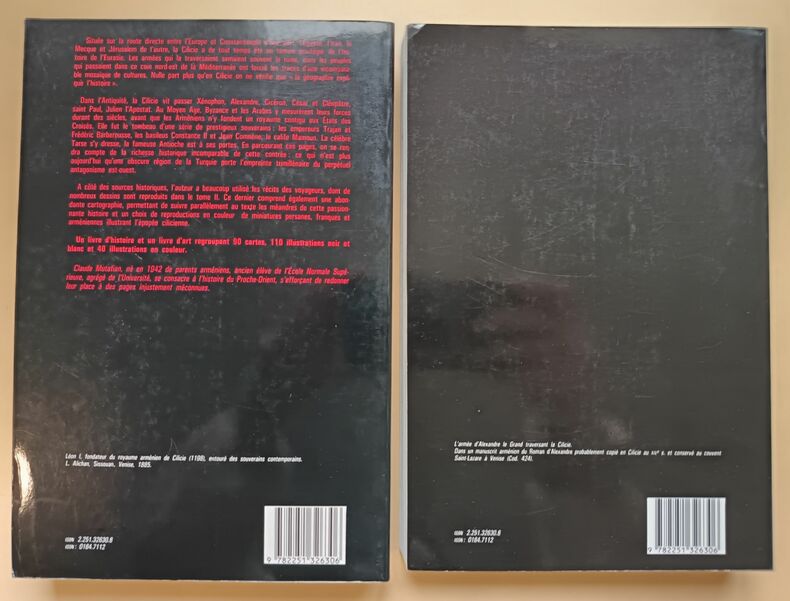 Située sur la route directe entre l'Europe et Constantinople d'une part, l'Égypte, l'Iran, la
Mecque et Jérusalem de l'autre, la Cilicie a de tout temps été un témoin privilégié de l'his-
toire de l'Eurasie. Les armées qui la traversaient semaient souvent la ruine, mais les peuples
qui passaient dans ce coin nord-est de la Méditerranée ont laissé les traces d'une incompara-
ble mosaïque de cultures. Nulle part plus qu'en Cilicie on ne vérifie que « la géographie expli-
que l'histoire ».
Dans l'Antiquité, la Cilicie vit passer Xénophon, Alexandre, Cicéron, César et Cléopâtre,
saint Paul, Julien l'Apostat. Au Moyen Age, Byzance et les Arabes y mesurèrent leurs forces
durant des siècles, avant que les Arméniens n'y fondent un royaume contigu aux États des
Croisés. Elle fut le tombeau d'une série de prestigieux souverains : les empereurs Trajan et
Frédéric Barberousse, les basileus Constance II et Jean Comnène, le calife Mamoun. La célèbre
Tarse s'y dresse, la fameuse Antioche est à ses portes. En parcourant ces pages, on se ren-
dra compte de la richesse historique incomparable de cette contrée : ce qui n'est plus
aujourd'hui qu'une obscure région de la Turquie porte l'empreinte tumillénaire du perpétuel
antagonisme est-ouest.
A côté des sources historiques, l'auteur a beaucoup utilisé les récits des voyageurs, dont de
nombreux dessins sont reproduits dans le tome II. Ce dernier comprend également une abon-
dante cartographie, permettant de suivre parallèlement au texte les méandres de cette passion-
nante histoire et un choix de reproductions en couleur de miniatures persanes, franques et
arméniennes illustrant l'épopée cilicienne.
Un livre d'histoire et un livre d'art regroupant 90 cartes, 110 illustrations noir et
blanc et 40 illustrations en couleur.
Claude Mutafian, né en 1942 de parents arméniens, ancien élève de l'École Normale Supé-
rieure, agrégé de l'Université, se consacre à l'histoire du Proche-Orient, s'efforçant de redonner
leur place à des pages injustement méconnues.
Léon I, fondateur du royaume arménien de Cilicie (1198), entouré des souverains contemporains.
L. Alichan, Sissouan, Venise, 1885.
ISBN 2.251.32630.6
ISSN : 0184.7112
9 782251 326306
L'armée d'Alexandre le Grand traversant la Cilicie.
Dans un manuscrit arménien du Roman d'Alexandre probablement copié en Cilicie au XIVe s. et conservé au couvent
Saint-Lazare à Venise (Cod. 424).
ISBN 2.251.32630.6
ISSN : 0184.7112
9 782251 326306